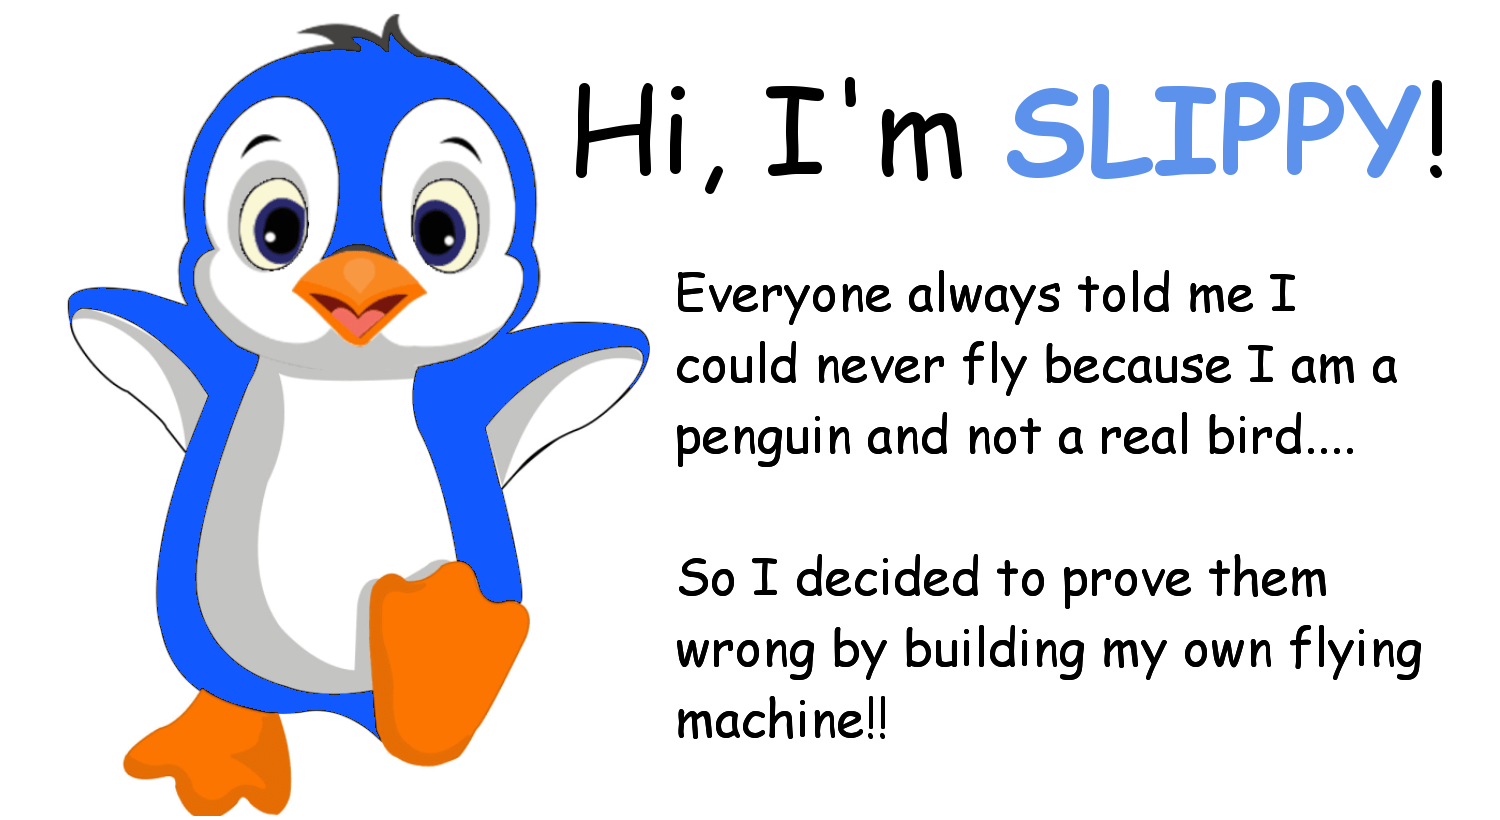 Hi, I'm SLIPPY!
Everyone always told me I
could never fly because I am a
penguin and not a real bird....
So I decided to prove them
wrong by building my own flying
machine!!